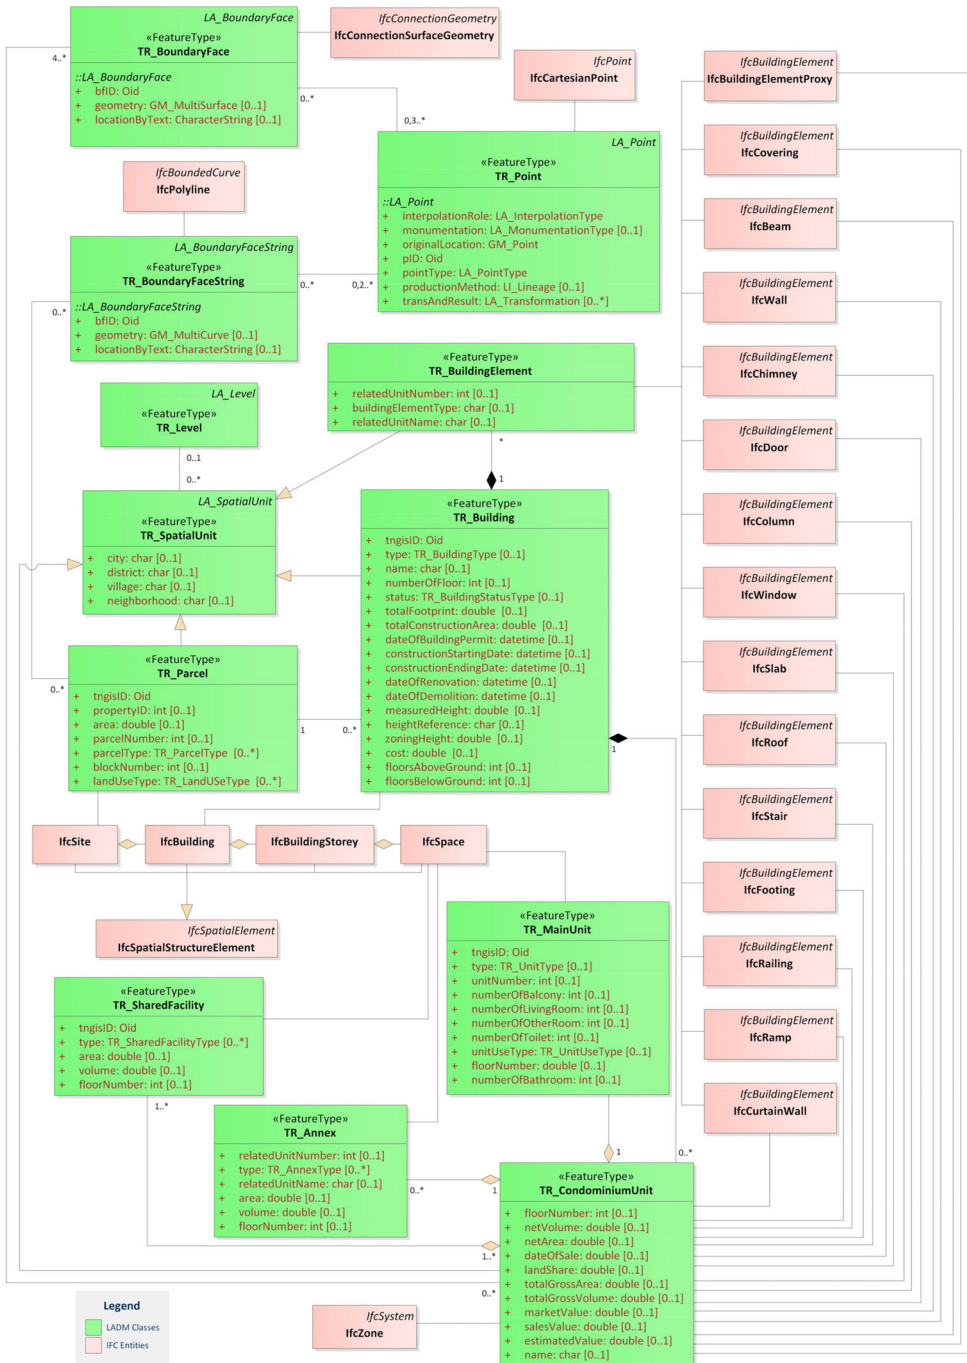 LA_BoundaryFace
«FeatureType»
TR_BoundaryFace
::LA_BoundaryFace
+ bfID: Oid
+ geometry: GM_MultiSurface [0..1]
+ locationByText: CharacterString [0..1]
4..*
0..*
0,3..*
IfcConnectionGeometry
IfcConnectionSurfaceGeometry
IfcPoint
IfcCartesianPoint
LA_Point
«FeatureType»
TR_Point
::LA_Point
+ interpolationRole: LA_InterpolationType
+ monumentation: LA_MonumentationType [0..1]
+ originalLocation: GM_Point
+ pID: Oid
+ pointType: LA_PointType
+ productionMethod: LI_Lineage [0..1]
+ transAndResult: LA_Transformation [0..*]
IfcBoundedCurve
IfcPolyline
LA_BoundaryFaceString
«FeatureType»
TR_BoundaryFaceString
::LA_BoundaryFaceString
+ bfID: Oid
+ geometry: GM_MultiCurve [0..1]
+ locationByText: CharacterString [0..1]
0..*
0..*
0,2..*
«FeatureType»
TR_BuildingElement
+ relatedUnitNumber: int [0..1]
+ buildingElementType: char [0..1]
+ relatedUnitName: char [0..1]
*
1
LA_Level
«FeatureType»
TR_Level
0..1
0..*
LA_SpatialUnit
«FeatureType»
TR_SpatialUnit
+ city: char [0..1]
+ district: char [0..1]
+ village: char [0..1]
+ neighborhood: char [0..1]
«FeatureType»
TR_Building
+ tngisID: Oid
+ type: TR_BuildingType [0..1]
+ name: char [0..1]
+ numberOfFloor: int [0..1]
+ status: TR_BuildingStatusType [0..1]
+ totalFootprint: double [0..1]
+ totalConstructionArea: double [0..1]
+ dateOfBuildingPermit: datetime [0..1]
+ constructionStartingDate: datetime [0..1]
+ constructionEndingDate: datetime [0..1]
+ dateOfRenovation: datetime [0..1]
+ dateOfDemolition: datetime [0..1]
+ measuredHeight: double [0..1]
+ heightReference: char [0..1]
+ zoningHeight: double [0..1]
+ cost: double [0..1]
+ floorsAboveGround: int [0..1]
+ floorsBelowGround: int [0..1]
«FeatureType»
TR_Parcel
+ tngisID: Oid
+ propertyID: int [0..1]
+ area: double [0..1]
+ parcelNumber: int [0..1]
+ parcelType: TR_ParcelType [0..*]
+ blockNumber: int [0..1]
+ landUseType: TR_LandUSeType [0..*]
0..*
1
0..*
1
IfcSite
IfcBuilding
IfcBuildingStorey
IfcSpace
IfcSpatialElement
IfcSpatialStructureElement
«FeatureType»
TR_MainUnit
+ tngisID: Oid
+ type: TR_UnitType [0..1]
+ unitNumber: int [0..1]
+ numberOfBalcony: int [0..1]
+ numberOfLivingRoom: int [0..1]
+ numberOfOtherRoom: int [0..1]
+ numberOfToilet: int [0..1]
+ unitUseType: TR_UnitUseType [0..1]
+ floorNumber: double [0..1]
+ numberOfBathroom: int [0..1]
«FeatureType»
TR_SharedFacility
+ tngisID: Oid
+ type: TR_SharedFacilityType [0..*]
+ area: double [0..1]
+ volume: double [0..1]
+ floorNumber: int [0..1]
1..*
«FeatureType»
TR_Annex
+ relatedUnitNumber: int [0..1]
+ type: TR_AnnexType [0..*]
+ relatedUnitName: char [0..1]
+ area: double [0..1]
+ volume: double [0..1]
+ floorNumber: int [0..1]
0..*
1
1
0..*
1..*
0..*
«FeatureType»
TR_CondominiumUnit
+ floorNumber: int [0..1]
+ netVolume: double [0..1]
+ netArea: double [0..1]
+ dateOfSale: double [0..1]
+ landShare: double [0..1]
+ totalGrossArea: double [0..1]
+ totalGrossVolume: double [0..1]
+ marketValue: double [0..1]
+ salesValue: double [0..1]
+ estimatedValue: double [0..1]
+ name: char [0..1]
IfcSystem
IfcZone
Legend
LADM Classes
IFC Entities
IfcBuildingElement
IfcBuildingElementProxy
IfcBuildingElement
IfcCovering
IfcBuildingElement
IfcBeam
IfcBuildingElement
IfcWall
IfcBuildingElement
IfcChimney
IfcBuildingElement
IfcDoor
IfcBuildingElement
IfcColumn
IfcBuildingElement
IfcWindow
IfcBuildingElement
IfcSlab
IfcBuildingElement
IfcRoof
IfcBuildingElement
IfcStair
IfcBuildingElement
IfcFooting
IfcBuildingElement
IfcRailing
IfcBuildingElement
IfcRamp
IfcBuildingElement
IfcCurtainWall